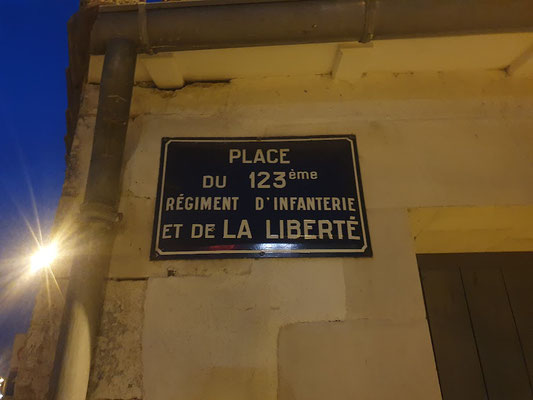 PLACE
DU 123ème
RÉGIMENT D'INFANTERIE
ET DE LA LIBERTÉ